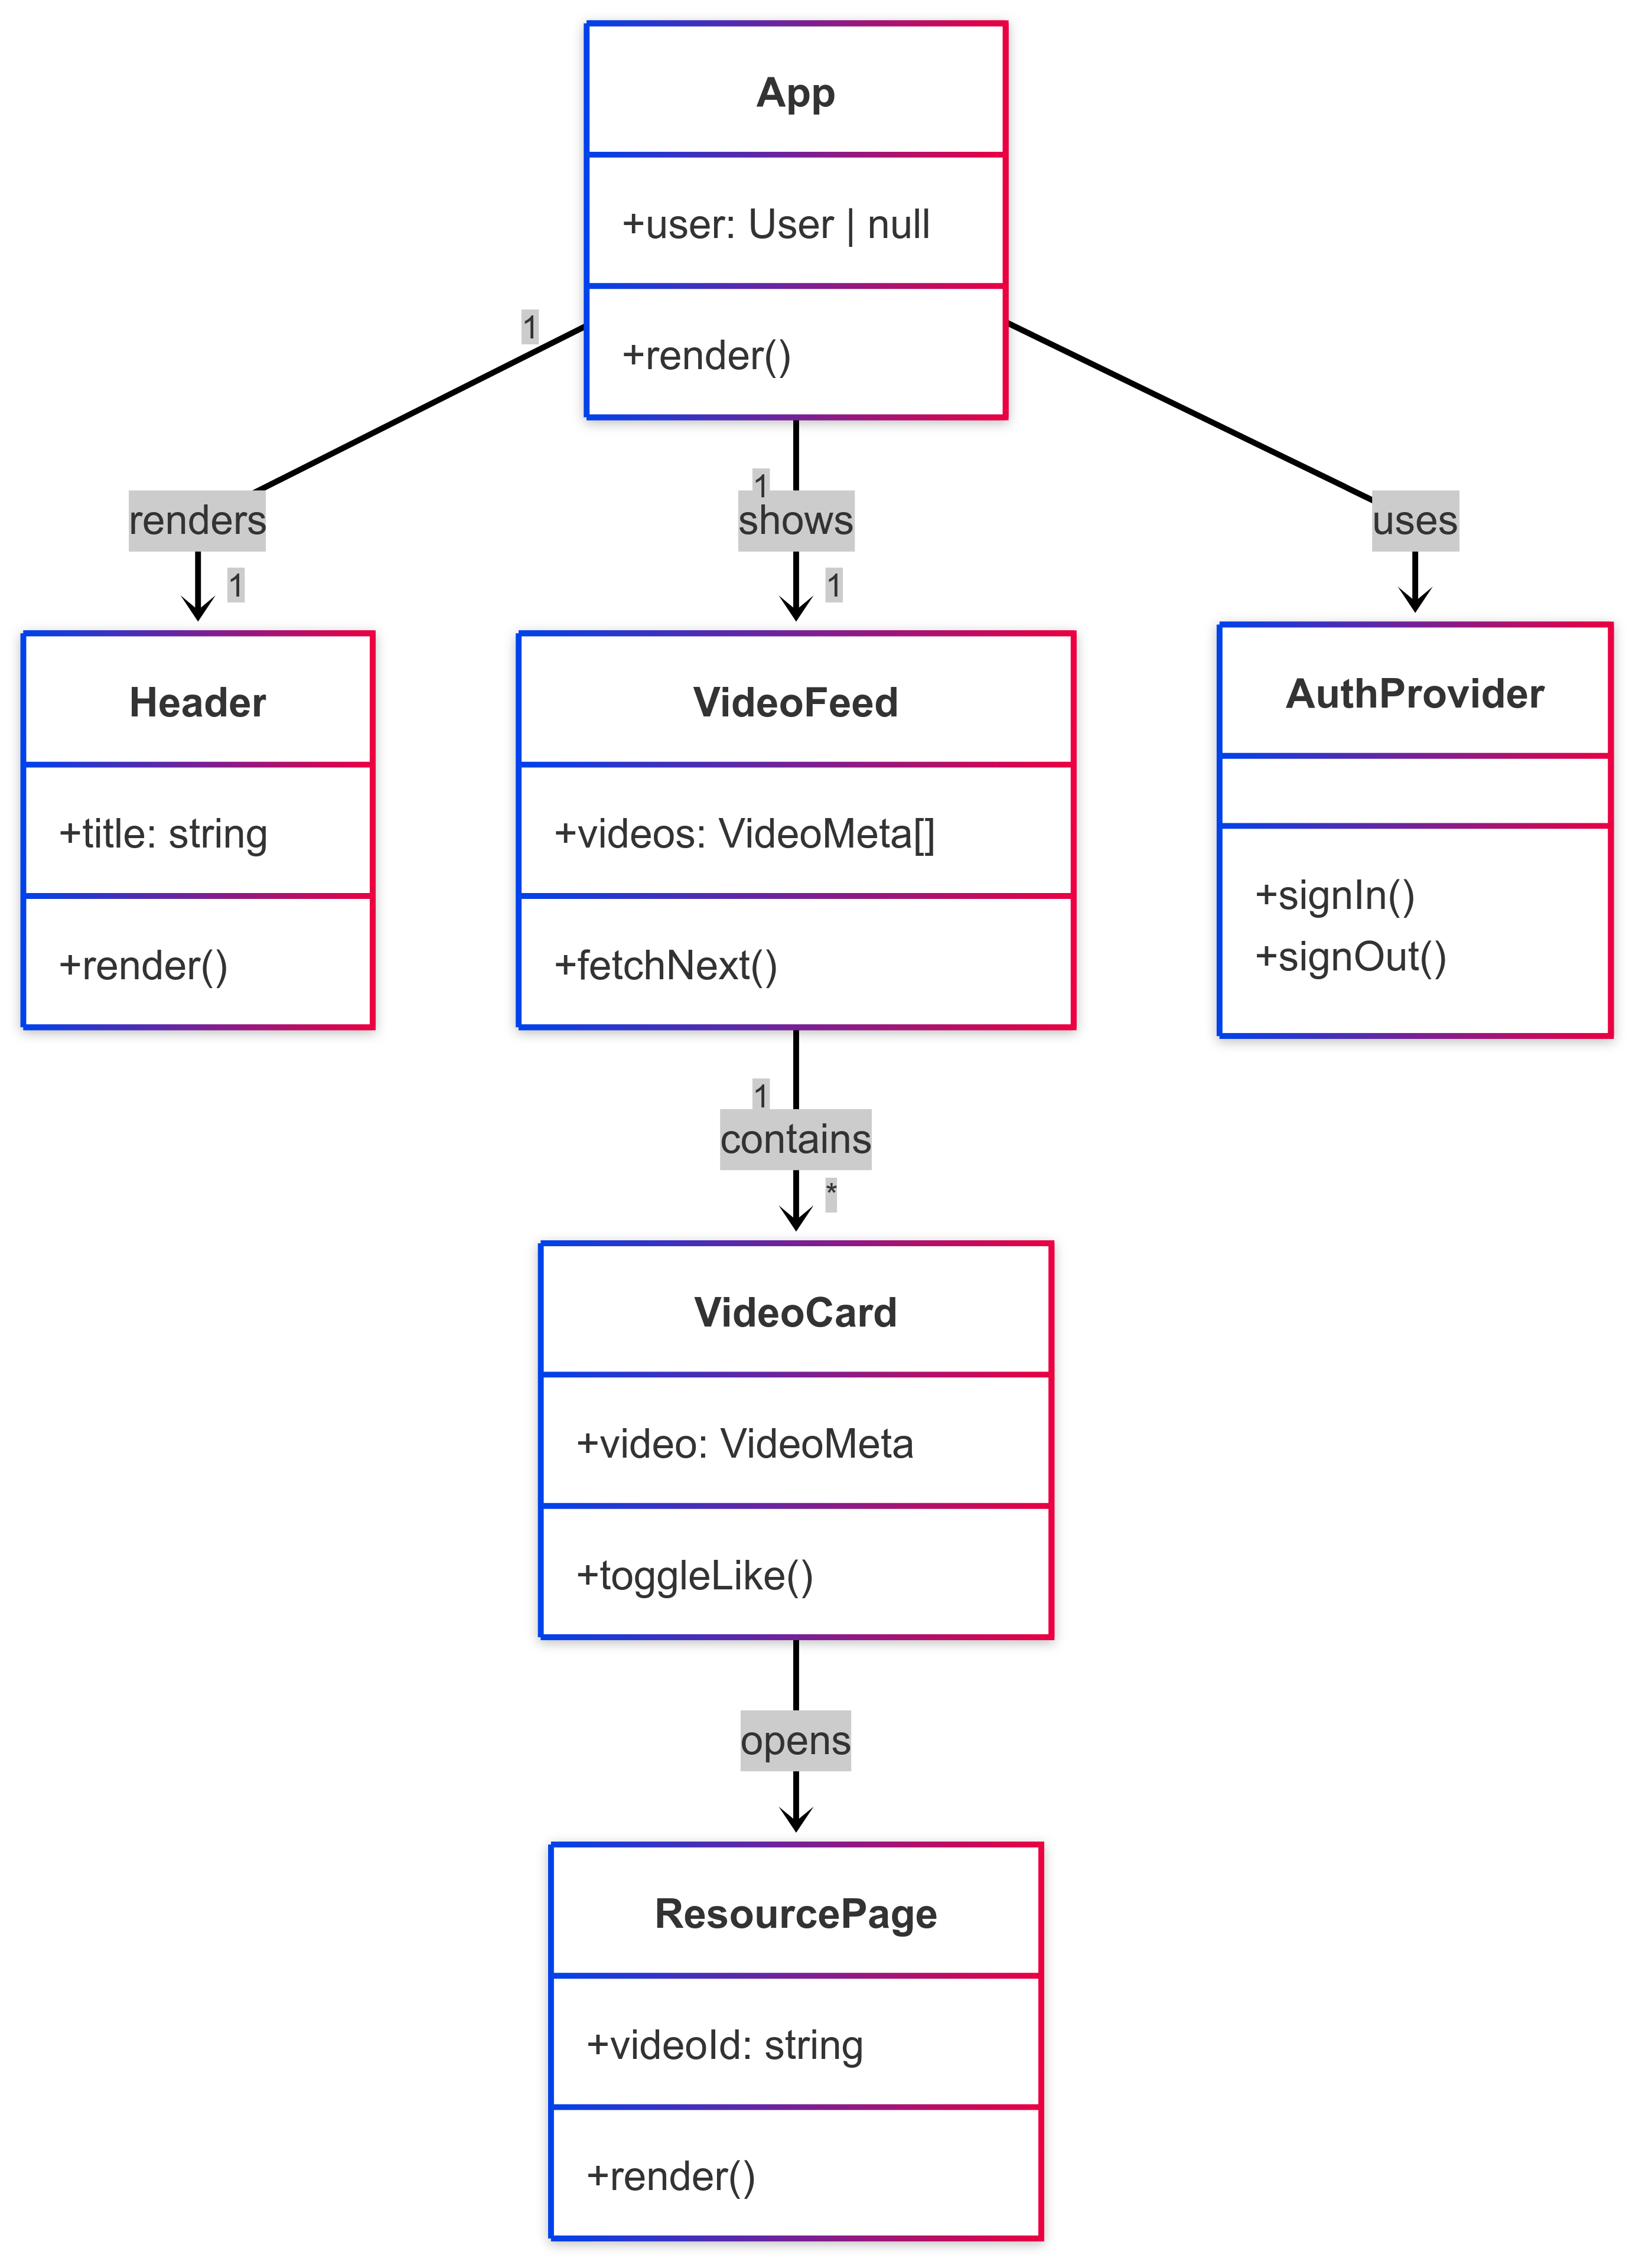 App
+user: User | null
+render()
1
1
renders
shows
uses
1
1
Header
+title: string
+render()
VideoFeed
+videos: VideoMeta[]
+fetchNext()
AuthProvider
+signIn()
+signOut()
1
contains
*
VideoCard
+video: VideoMeta
+toggleLike()
opens
ResourcePage
+videoId: string
+render()